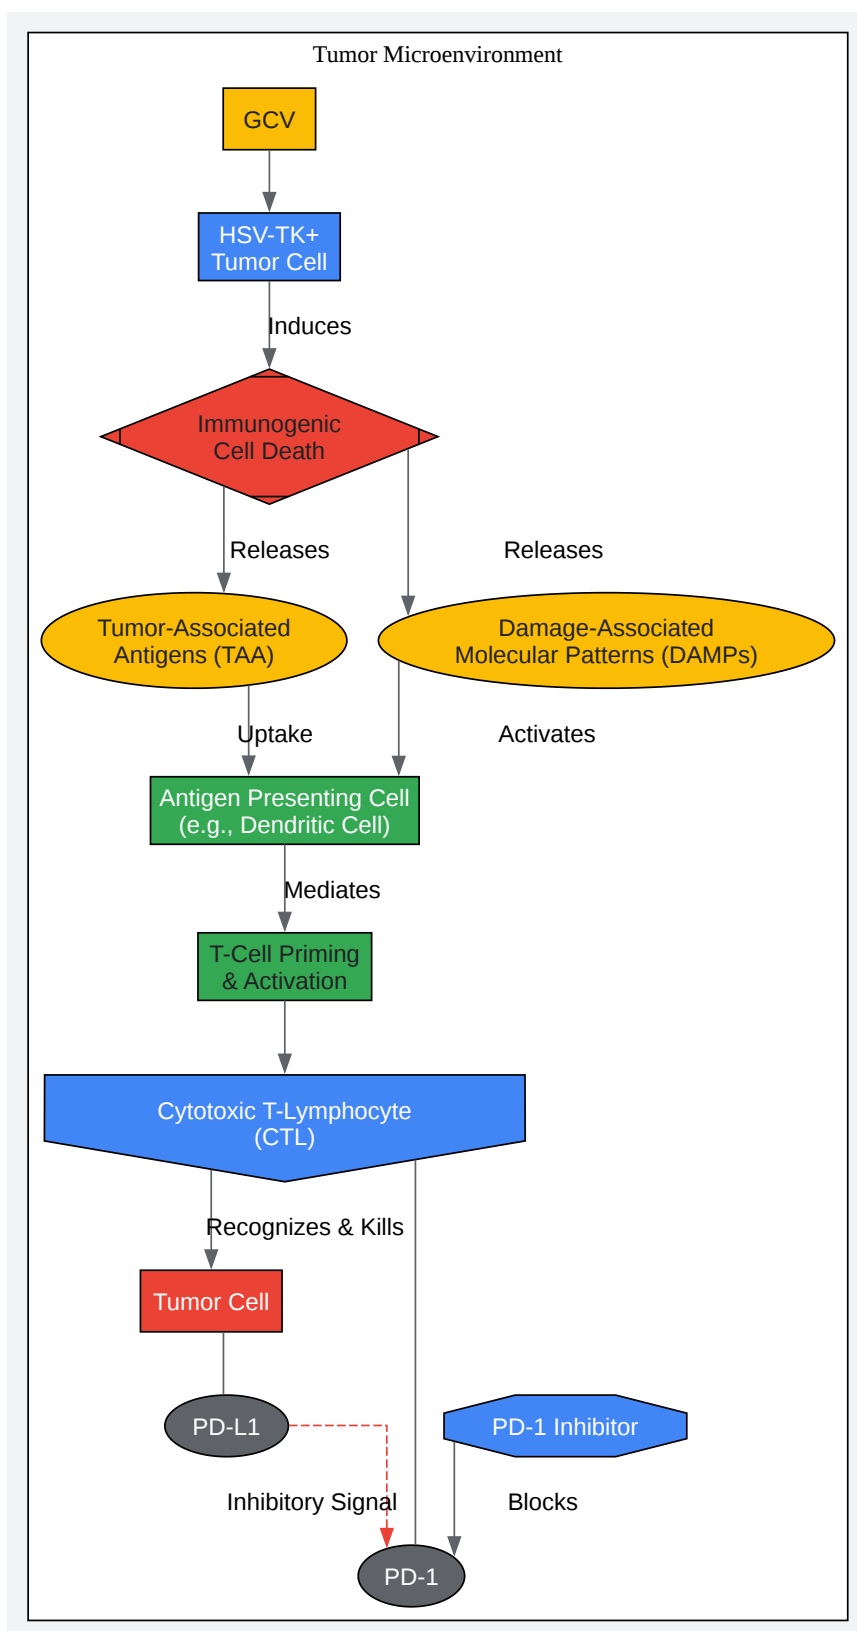 Tumor Microenvironment
GCV
HSV-TK+
Tumor Cell
Induces
Immunogenic
Cell Death
Releases
Releases
Tumor-Associated
Antigens (TAA)
Damage-Associated
Molecular Patterns (DAMPs)
Uptake
Activates
Antigen Presenting Cell
(e.g., Dendritic Cell)
Mediates
T-Cell Priming
& Activation
Cytotoxic T-Lymphocyte
(CTL)
Recognizes & Kills
Tumor Cell
PD-L1
PD-1 Inhibitor
Inhibitory Signal
Blocks
PD-1